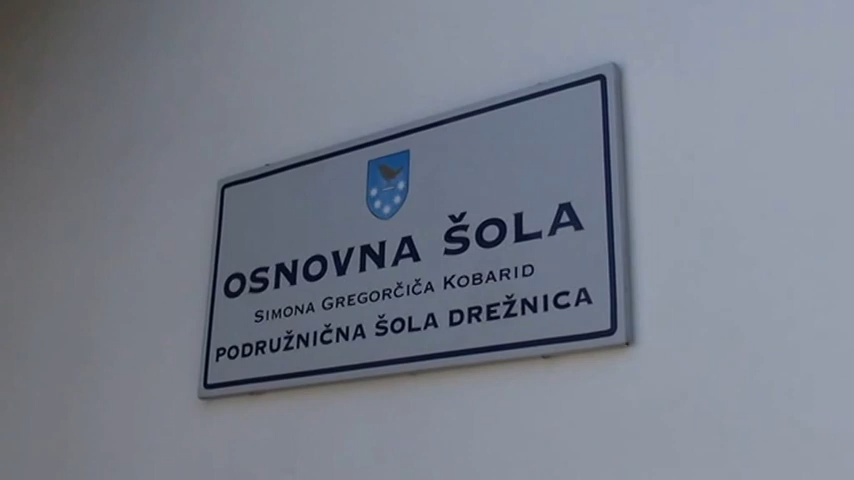 OSNOVNA ŠOLA
SIMONA GREGORČIČA KOBARID
PODRUŽNIČNA ŠOLA DREŽNICA